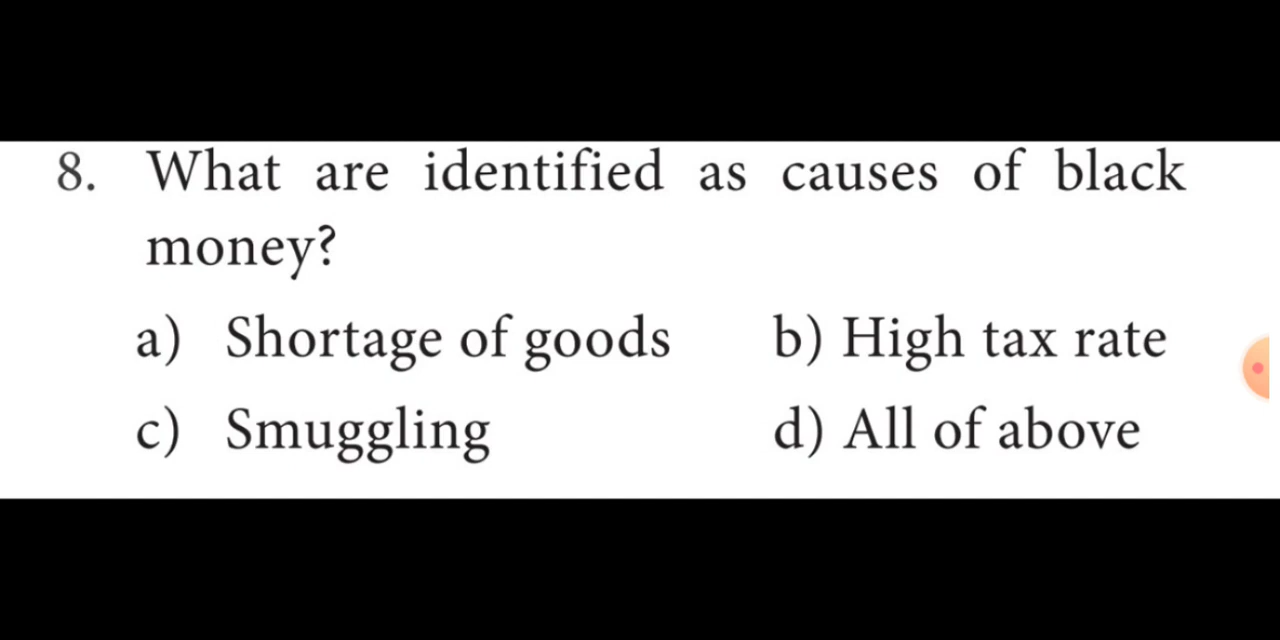 8. What are identified as causes of black
money?
a) Shortage of goods b) High tax rate
c) Smuggling d) All of above